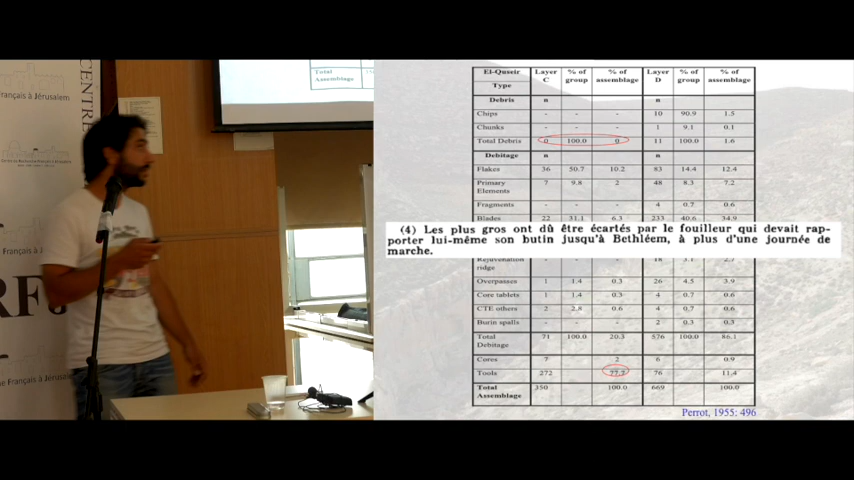 CENTRE
Français à Jérusalem
Total
Assemblage
Français à Jérusalem
RF
El-Quseir Type | Layer C | % of group | % of assemblage | Layer D | % of group | % of assemblage
Debris | n | | | n
Chips | - | - | - | 10 | 90.9 | 1.5
Chunks | - | - | - | 1 | 9.1 | 0.1
Total Debris | 0 | 100.0 | 0 | 11 | 100.0 | 1.6
Debitage | n | | | n
Flakes | 36 | 50.7 | 10.2 | 83 | 14.4 | 12.4
Primary Elements | 7 | 9.8 | 2 | 48 | 8.3 | 7.2
Fragments | - | - | - | 4 | 0.7 | 0.6
Blades | 22 | 31.1 | 6.3 | 233 | 40.6 | 34.9
(4) Les plus gros ont dû être écartés par le fouilleur qui devait rap-
porter lui-même son butin jusqu'à Bethléem, à plus d'une journée de
marche.
Rejuvenation ridge | - | - | - | 18 | 3.1 | 2.7
Overpasses | 1 | 1.4 | 0.3 | 26 | 4.5 | 3.9
Core tablets | 1 | 1.4 | 0.3 | 4 | 0.7 | 0.6
CTE others | 2 | 2.8 | 0.6 | 4 | 0.7 | 0.6
Burin spalls | - | - | - | 2 | 0.3 | 0.3
Total Debitage | 71 | 100.0 | 20.3 | 576 | 100.0 | 86.1
Cores | 7 | | 2 | 6 | | 0.9
Tools | 272 | | 77.7 | 76 | | 11.4
Total Assemblage | 350 | | 100.0 | 669 | | 100.0
Perrot, 1955: 496